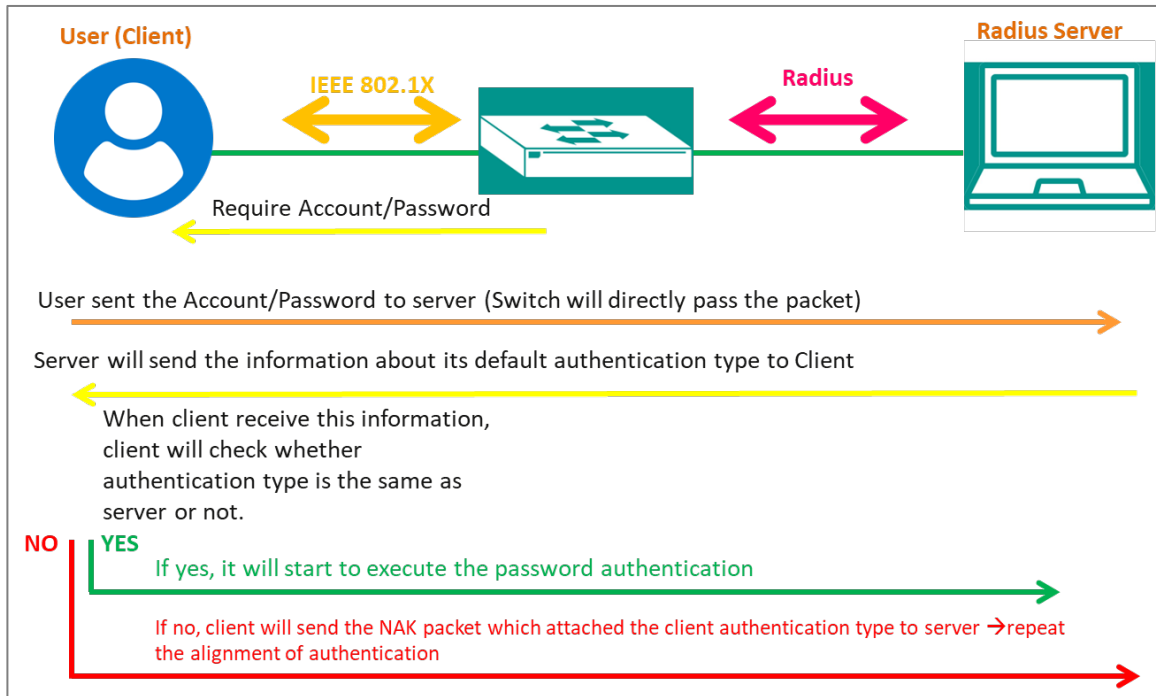 User (Client)
Radius Server
IEEE 802.1X
Radius
Require Account/Password
User sent the Account/Password to server (Switch will directly pass the packet)
Server will send the information about its default authentication type to Client
When client receive this information,
client will check whether
authentication type is the same as
server or not.
NO
YES
If yes, it will start to execute the password authentication
If no, client will send the NAK packet which attached the client authentication type to server →repeat
the alignment of authentication